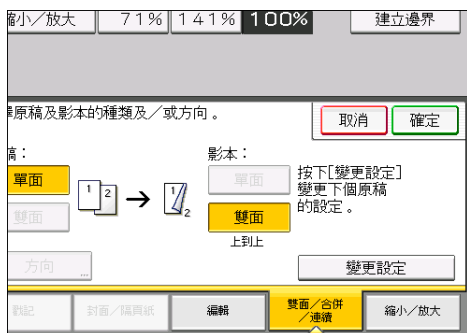 縮小/放大 71% 141% 100% 建立邊界
擇原稿及影本的種類及/或方向。
取消 確定
稿： 影本：
單面 1 2 → 1 2 單面
雙面 雙面
上到上
按下[變更設定]
變更下個原稿
的設定。
方向 ...
變更設定
戳記 封面/隔頁紙 編輯 雙面/合併
/連續 縮小/放大